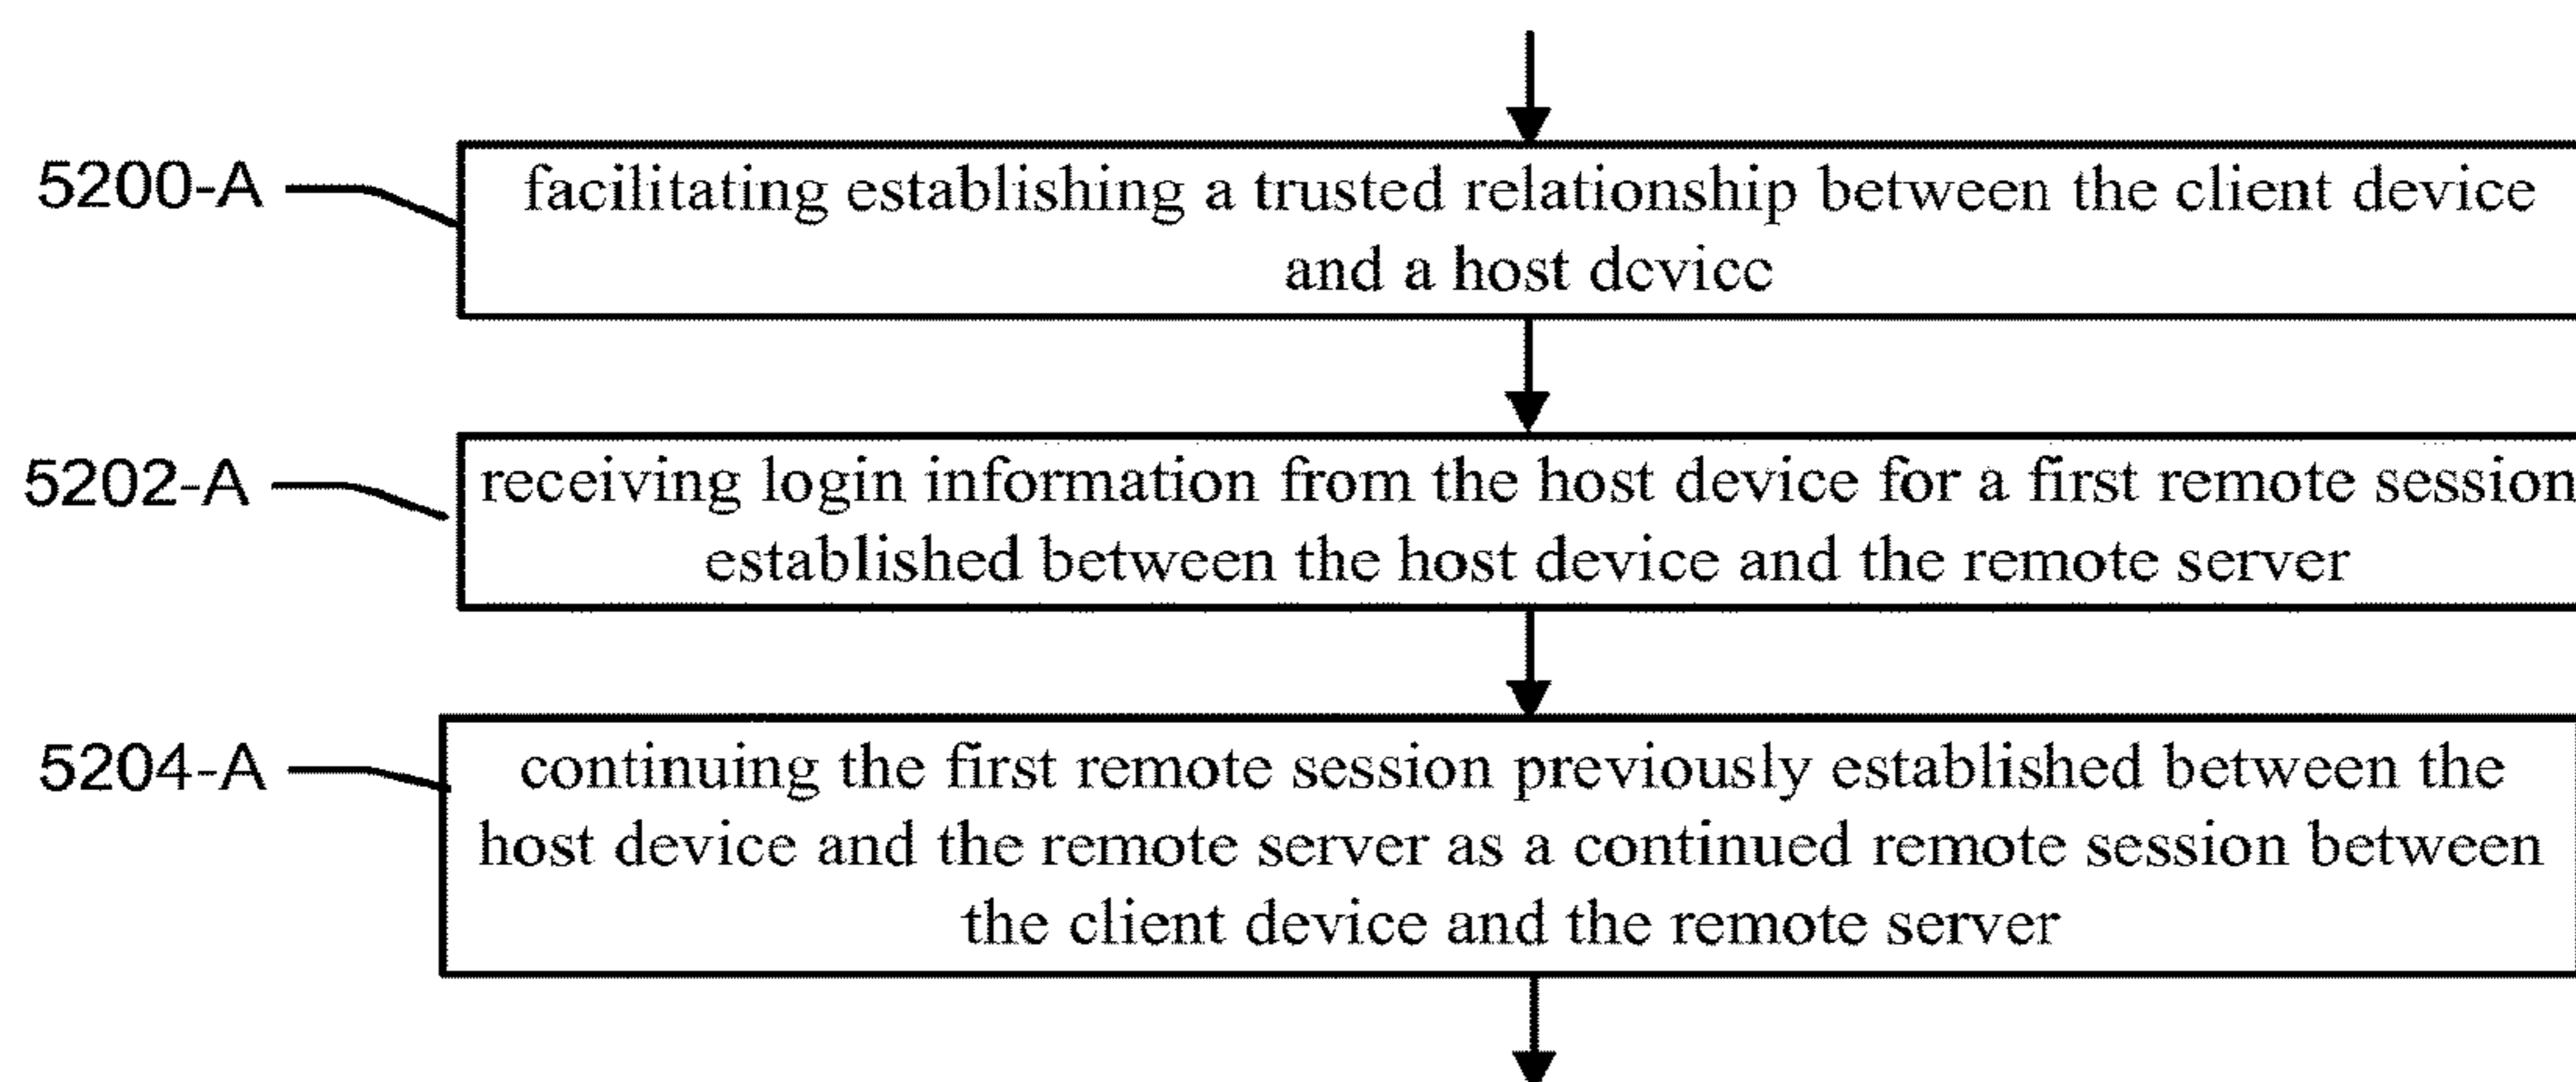 5200-A
facilitating establishing a trusted relationship between the client device
and a host device
5202-A
receiving login information from the host device for a first remote session
established between the host device and the remote server
5204-A
continuing the first remote session previously established between the
host device and the remote server as a continued remote session between
the client device and the remote server